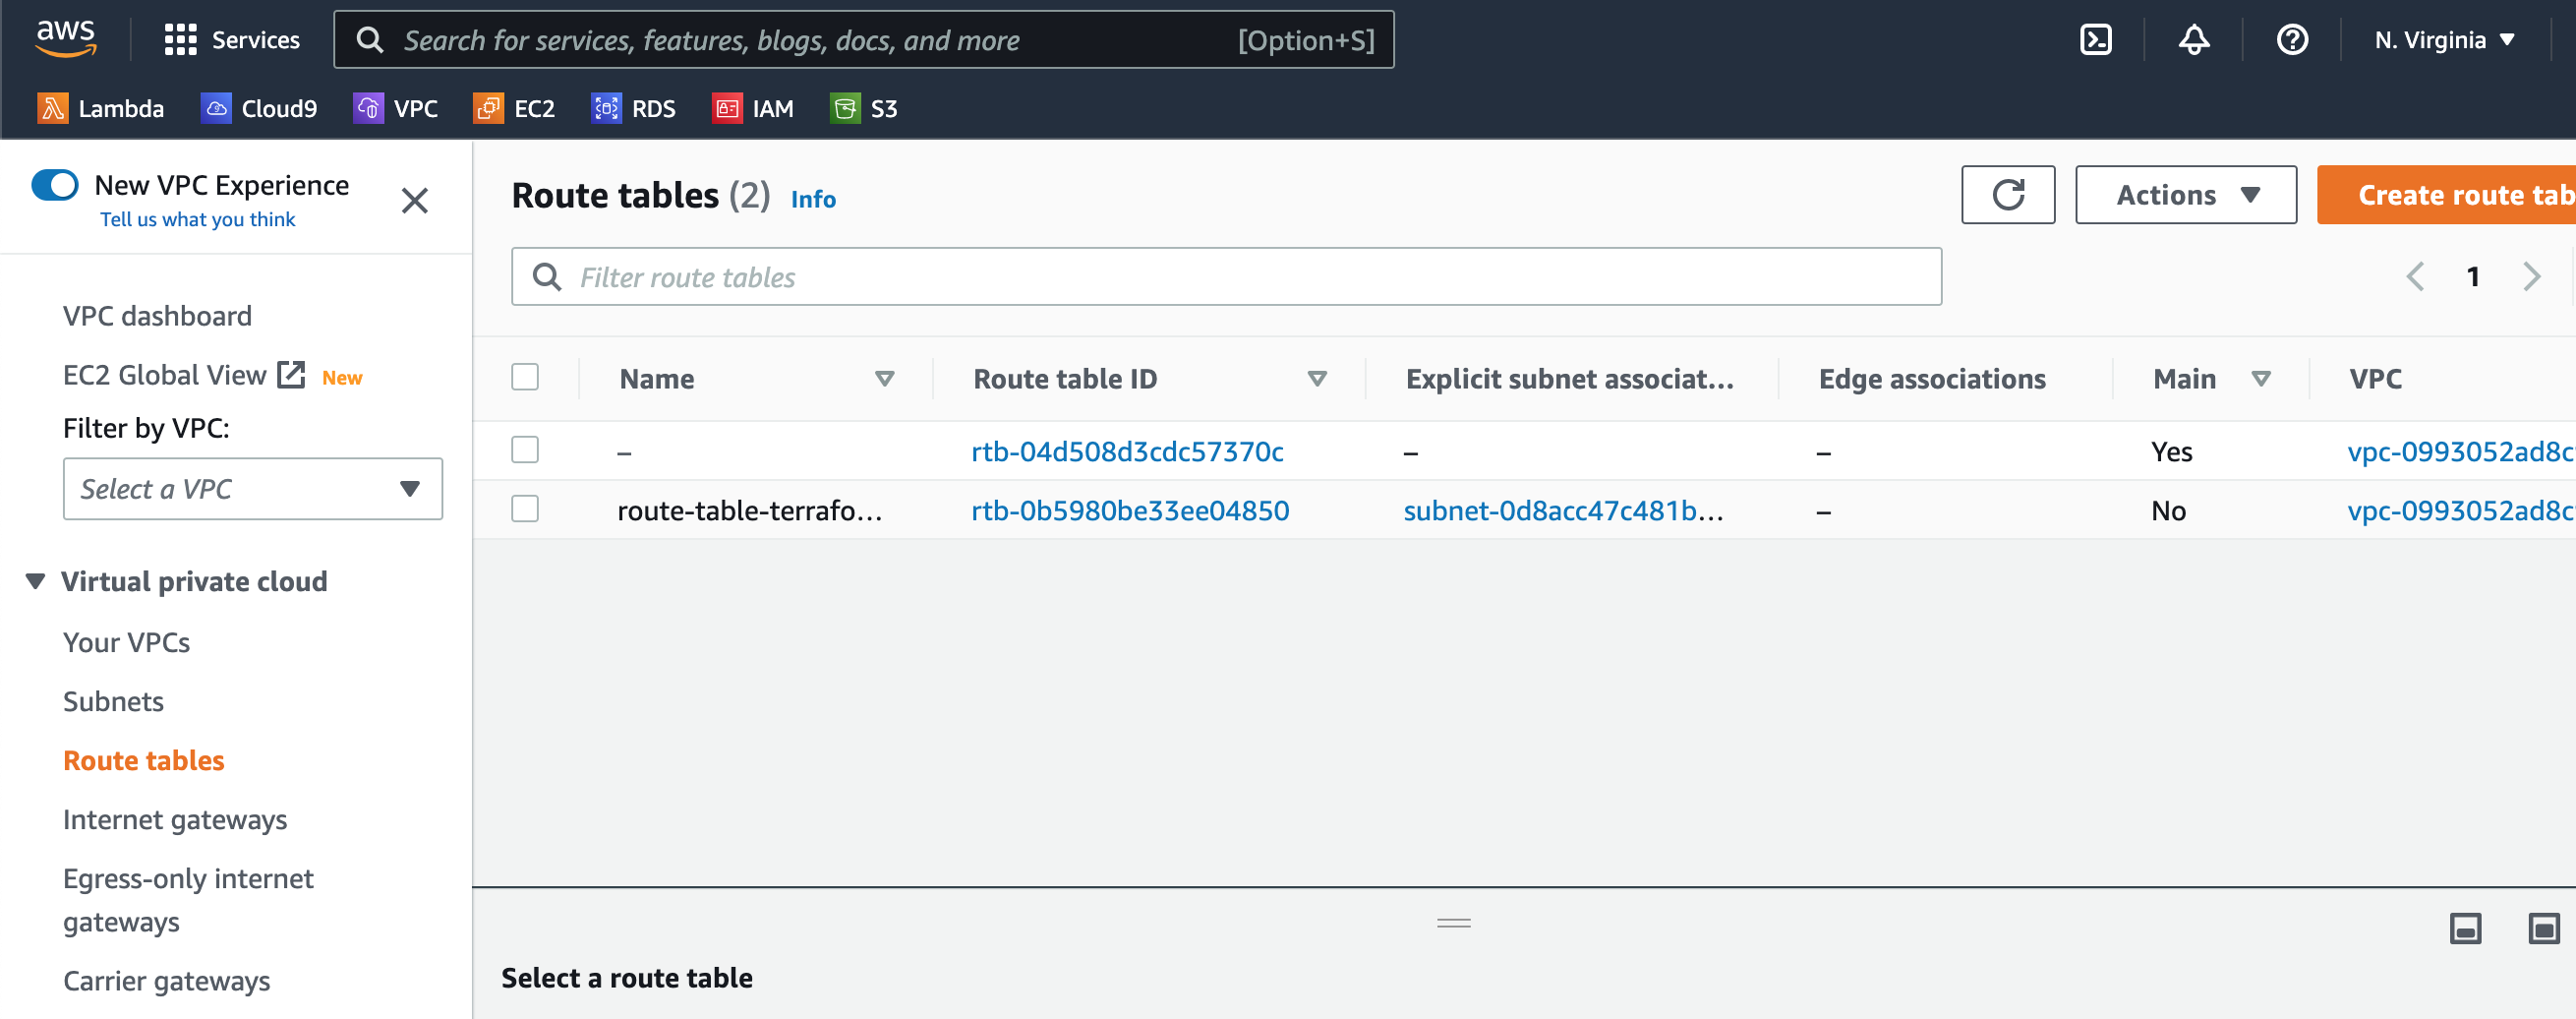 aws Services Search for services, features, blogs, docs, and more [Option+S] N. Virginia
Lambda Cloud9 VPC EC2 RDS IAM S3
New VPC Experience
Tell us what you think
VPC dashboard
EC2 Global View New
Filter by VPC:
Select a VPC
Virtual private cloud
Your VPCs
Subnets
Route tables
Internet gateways
Egress-only internet
gateways
Carrier gateways
Route tables (2) Info
Actions Create route tab
Filter route tables
1
Name Route table ID Explicit subnet associat... Edge associations Main VPC
– rtb-04d508d3cdc57370c – – Yes vpc-0993052ad8c
route-table-terrafo... rtb-0b5980be33ee04850 subnet-0d8acc47c481b... – No vpc-0993052ad8c
Select a route table